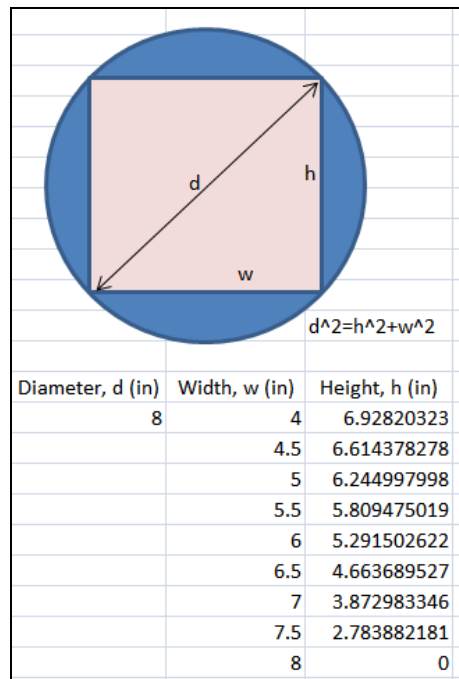 d
h
w
d^2=h^2+w^2
Diameter, d (in) Width, w (in) Height, h (in)
8 4 6.92820323
4.5 6.614378278
5 6.244997998
5.5 5.809475019
6 5.291502622
6.5 4.663689527
7 3.872983346
7.5 2.783882181
8 0